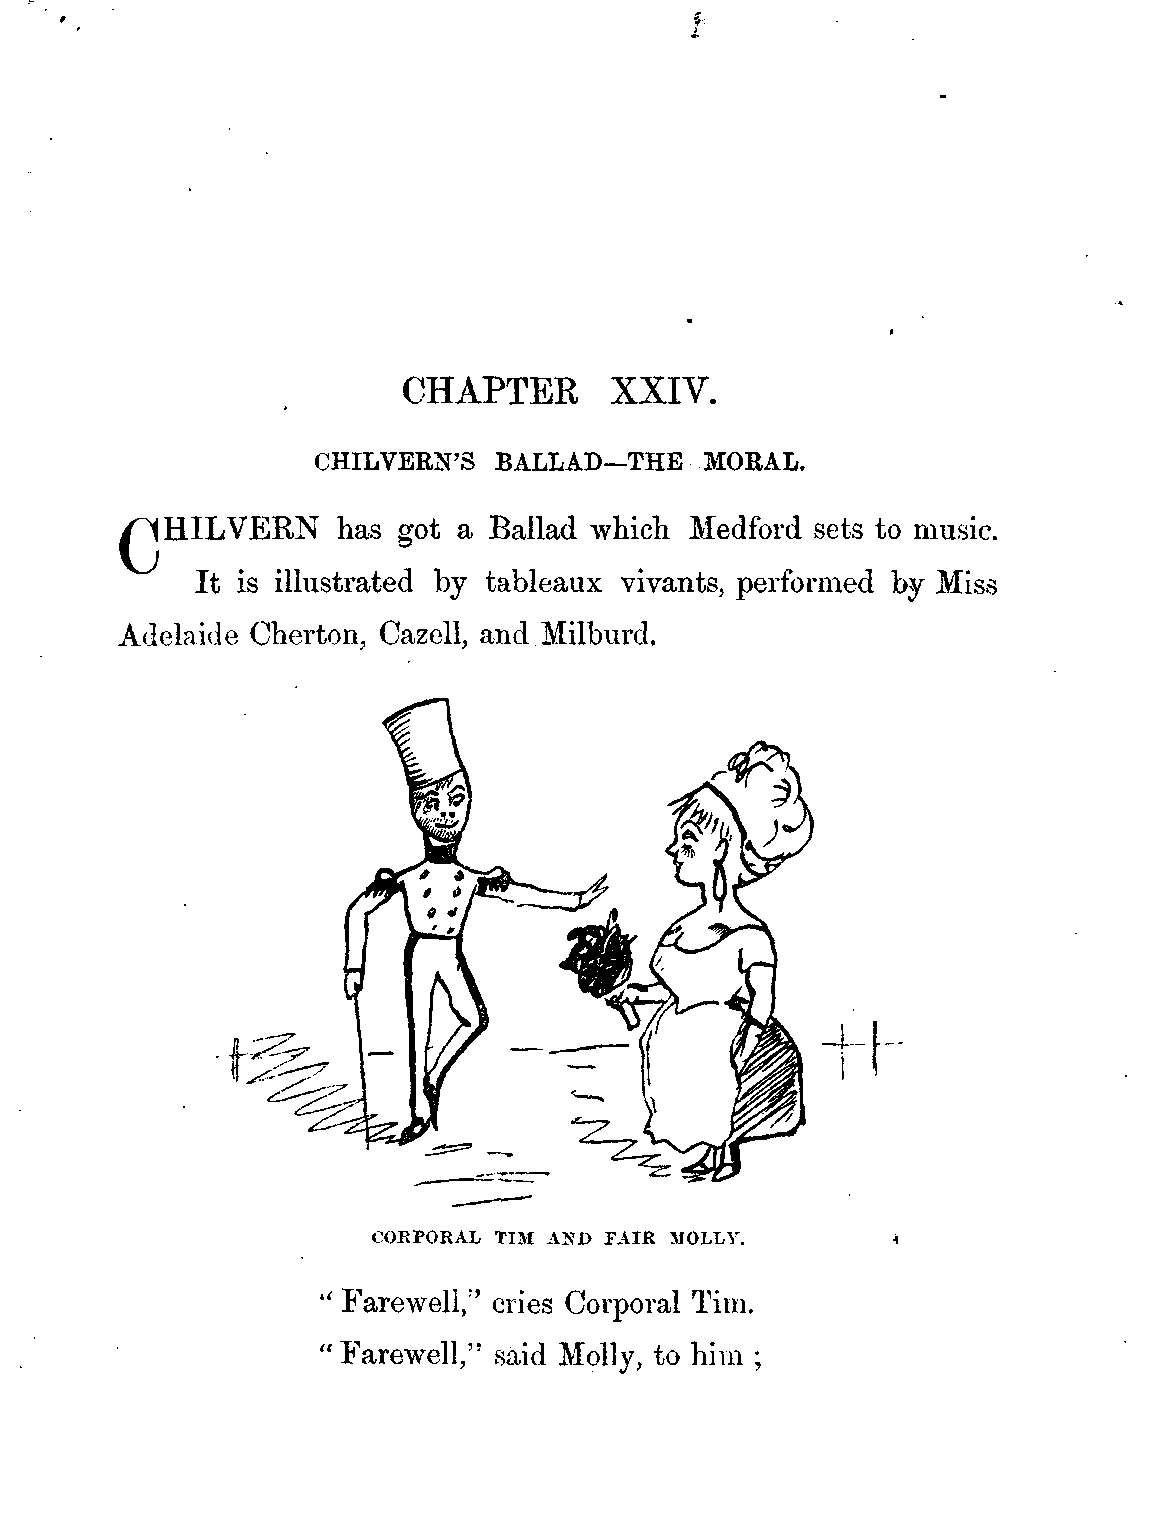 CHAPTER XXIV.
CHILVERN'S BALLAD—THE MORAL.
CHILVERN has got a Ballad which Medford sets to music.
It is illustrated by tableaux vivants, performed by Miss
Adelaide Cherton, Cazell, and Milburd.
CORPORAL TIM AND FAIR MOLLY.
"Farewell," cries Corporal Tim.
"Farewell," said Molly, to him ;